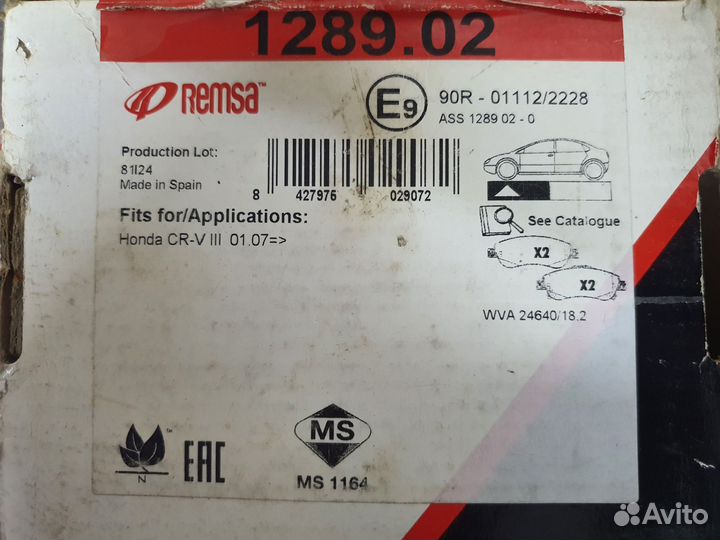 1289.02
Remsa™
E9
90R - 01112/2228
ASS 1289 02 - 0
Production Lot:
81I24
Made in Spain
8 427975 029072
Fits for/Applications:
Honda CR-V III 01.07=>
See Catalogue
X2
X2
WVA 24640/18.2
N
EAC
MS
MS 1164
Avito